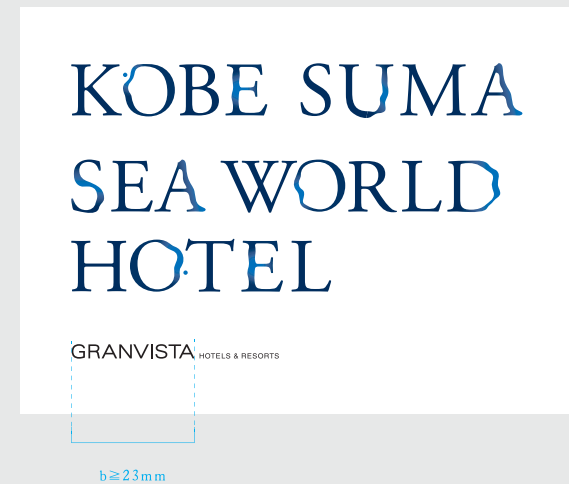 KOBE SUMA
SEA WORLD
HOTEL
GRANVISTA HOTELS & RESORTS
b≧23mm